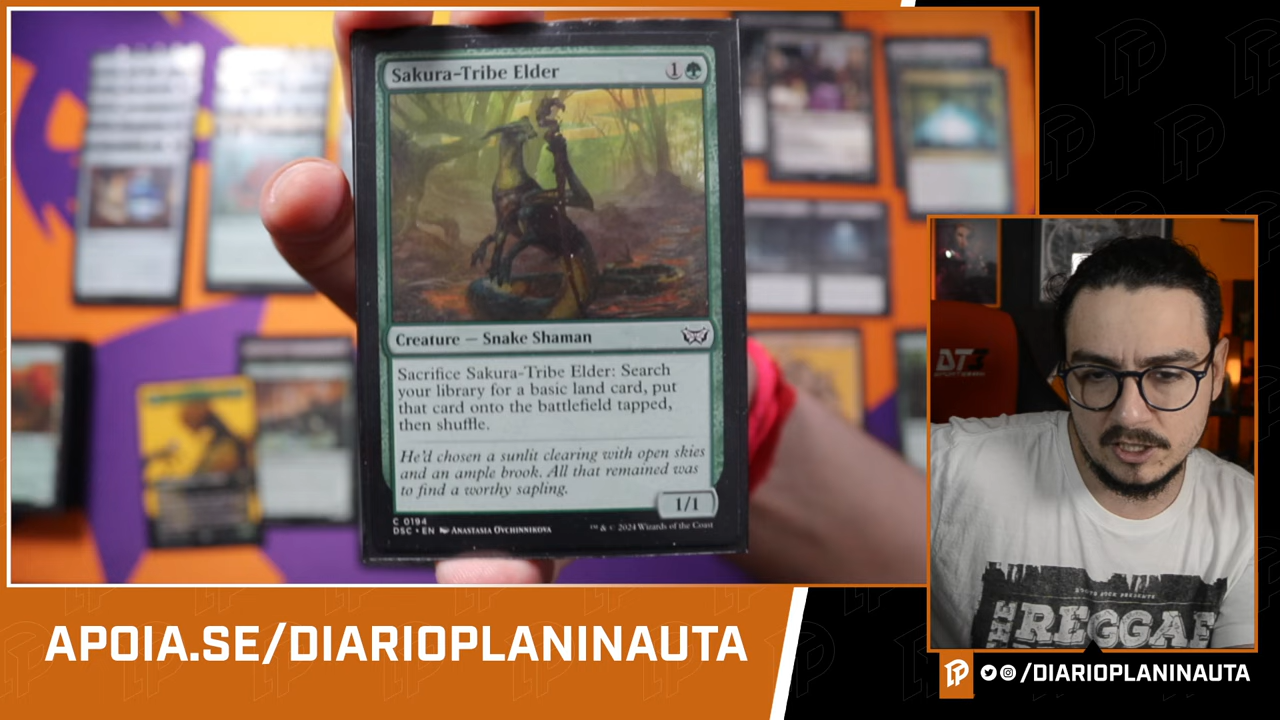 Sakura-Tribe Elder 1
Creature — Snake Shaman
Sacrifice Sakura-Tribe Elder: Search
your library for a basic land card, put
that card onto the battlefield tapped,
then shuffle.
He'd chosen a sunlit clearing with open skies
and an ample brook. All that remained was
to find a worthy sapling.
1/1
C 0194
DSC • EN ANASTASIA OVCHINNIKOVA
™ & © 2024 Wizards of the Coast
DT3
THE REGGAE
APOIA.SE/DIARIOPLANINAUTA
/DIARIOPLANINAUTA